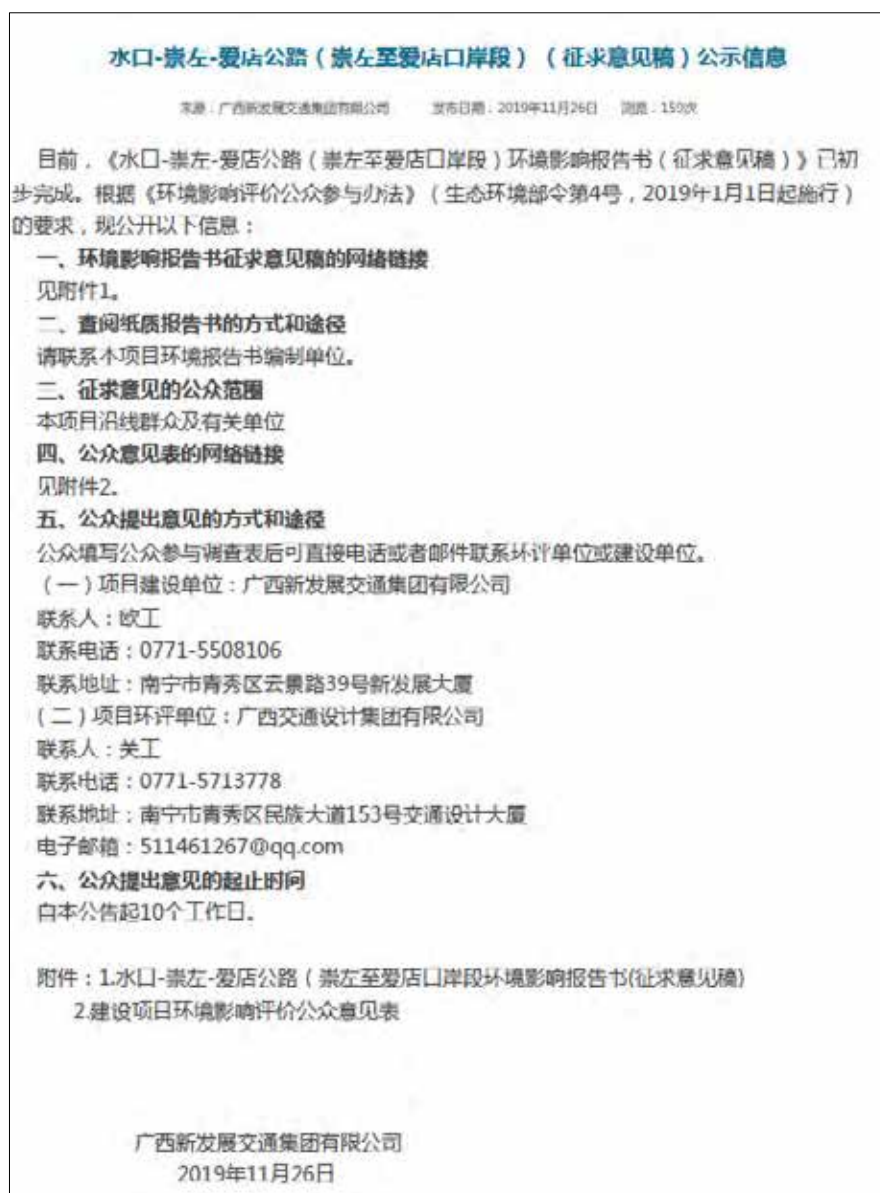 水口-崇左-爱店公路（崇左至爱店口岸段）（征求意见稿）公示信息
来源：广西新发展交通集团有限公司 发布日期：2019年11月26日 浏览：159次
目前，《水口-崇左-爱店公路（崇左至爱店口岸段）环境影响报告书（征求意见稿）》已初
步完成。根据《环境影响评价公众参与办法》（生态环境部令第4号，2019年1月1日起施行）
的要求，现公开以下信息：
一、环境影响报告书征求意见稿的网络链接
见附件1。
二、查阅纸质报告书的方式和途径
请联系本项目环境报告书编制单位。
三、征求意见的公众范围
本项目沿线群众及有关单位
四、公众意见表的网络链接
见附件2。
五、公众提出意见的方式和途径
公众填写公众参与调查表后可直接电话或者邮件联系环评单位或建设单位。
（一）项目建设单位：广西新发展交通集团有限公司
联系人：欧工
联系电话：0771-5508106
联系地址：南宁市青秀区云景路39号新发展大厦
（二）项目环评单位：广西交通设计集团有限公司
联系人：关工
联系电话：0771-5713778
联系地址：南宁市青秀区民族大道153号交通设计大厦
电子邮箱：511461267@qq.com
六、公众提出意见的起止时间
自本公告起10个工作日。
附件：1.水口-崇左-爱店公路（崇左至爱店口岸段环境影响报告书(征求意见稿)
2.建设项目环境影响评价公众意见表
广西新发展交通集团有限公司
2019年11月26日